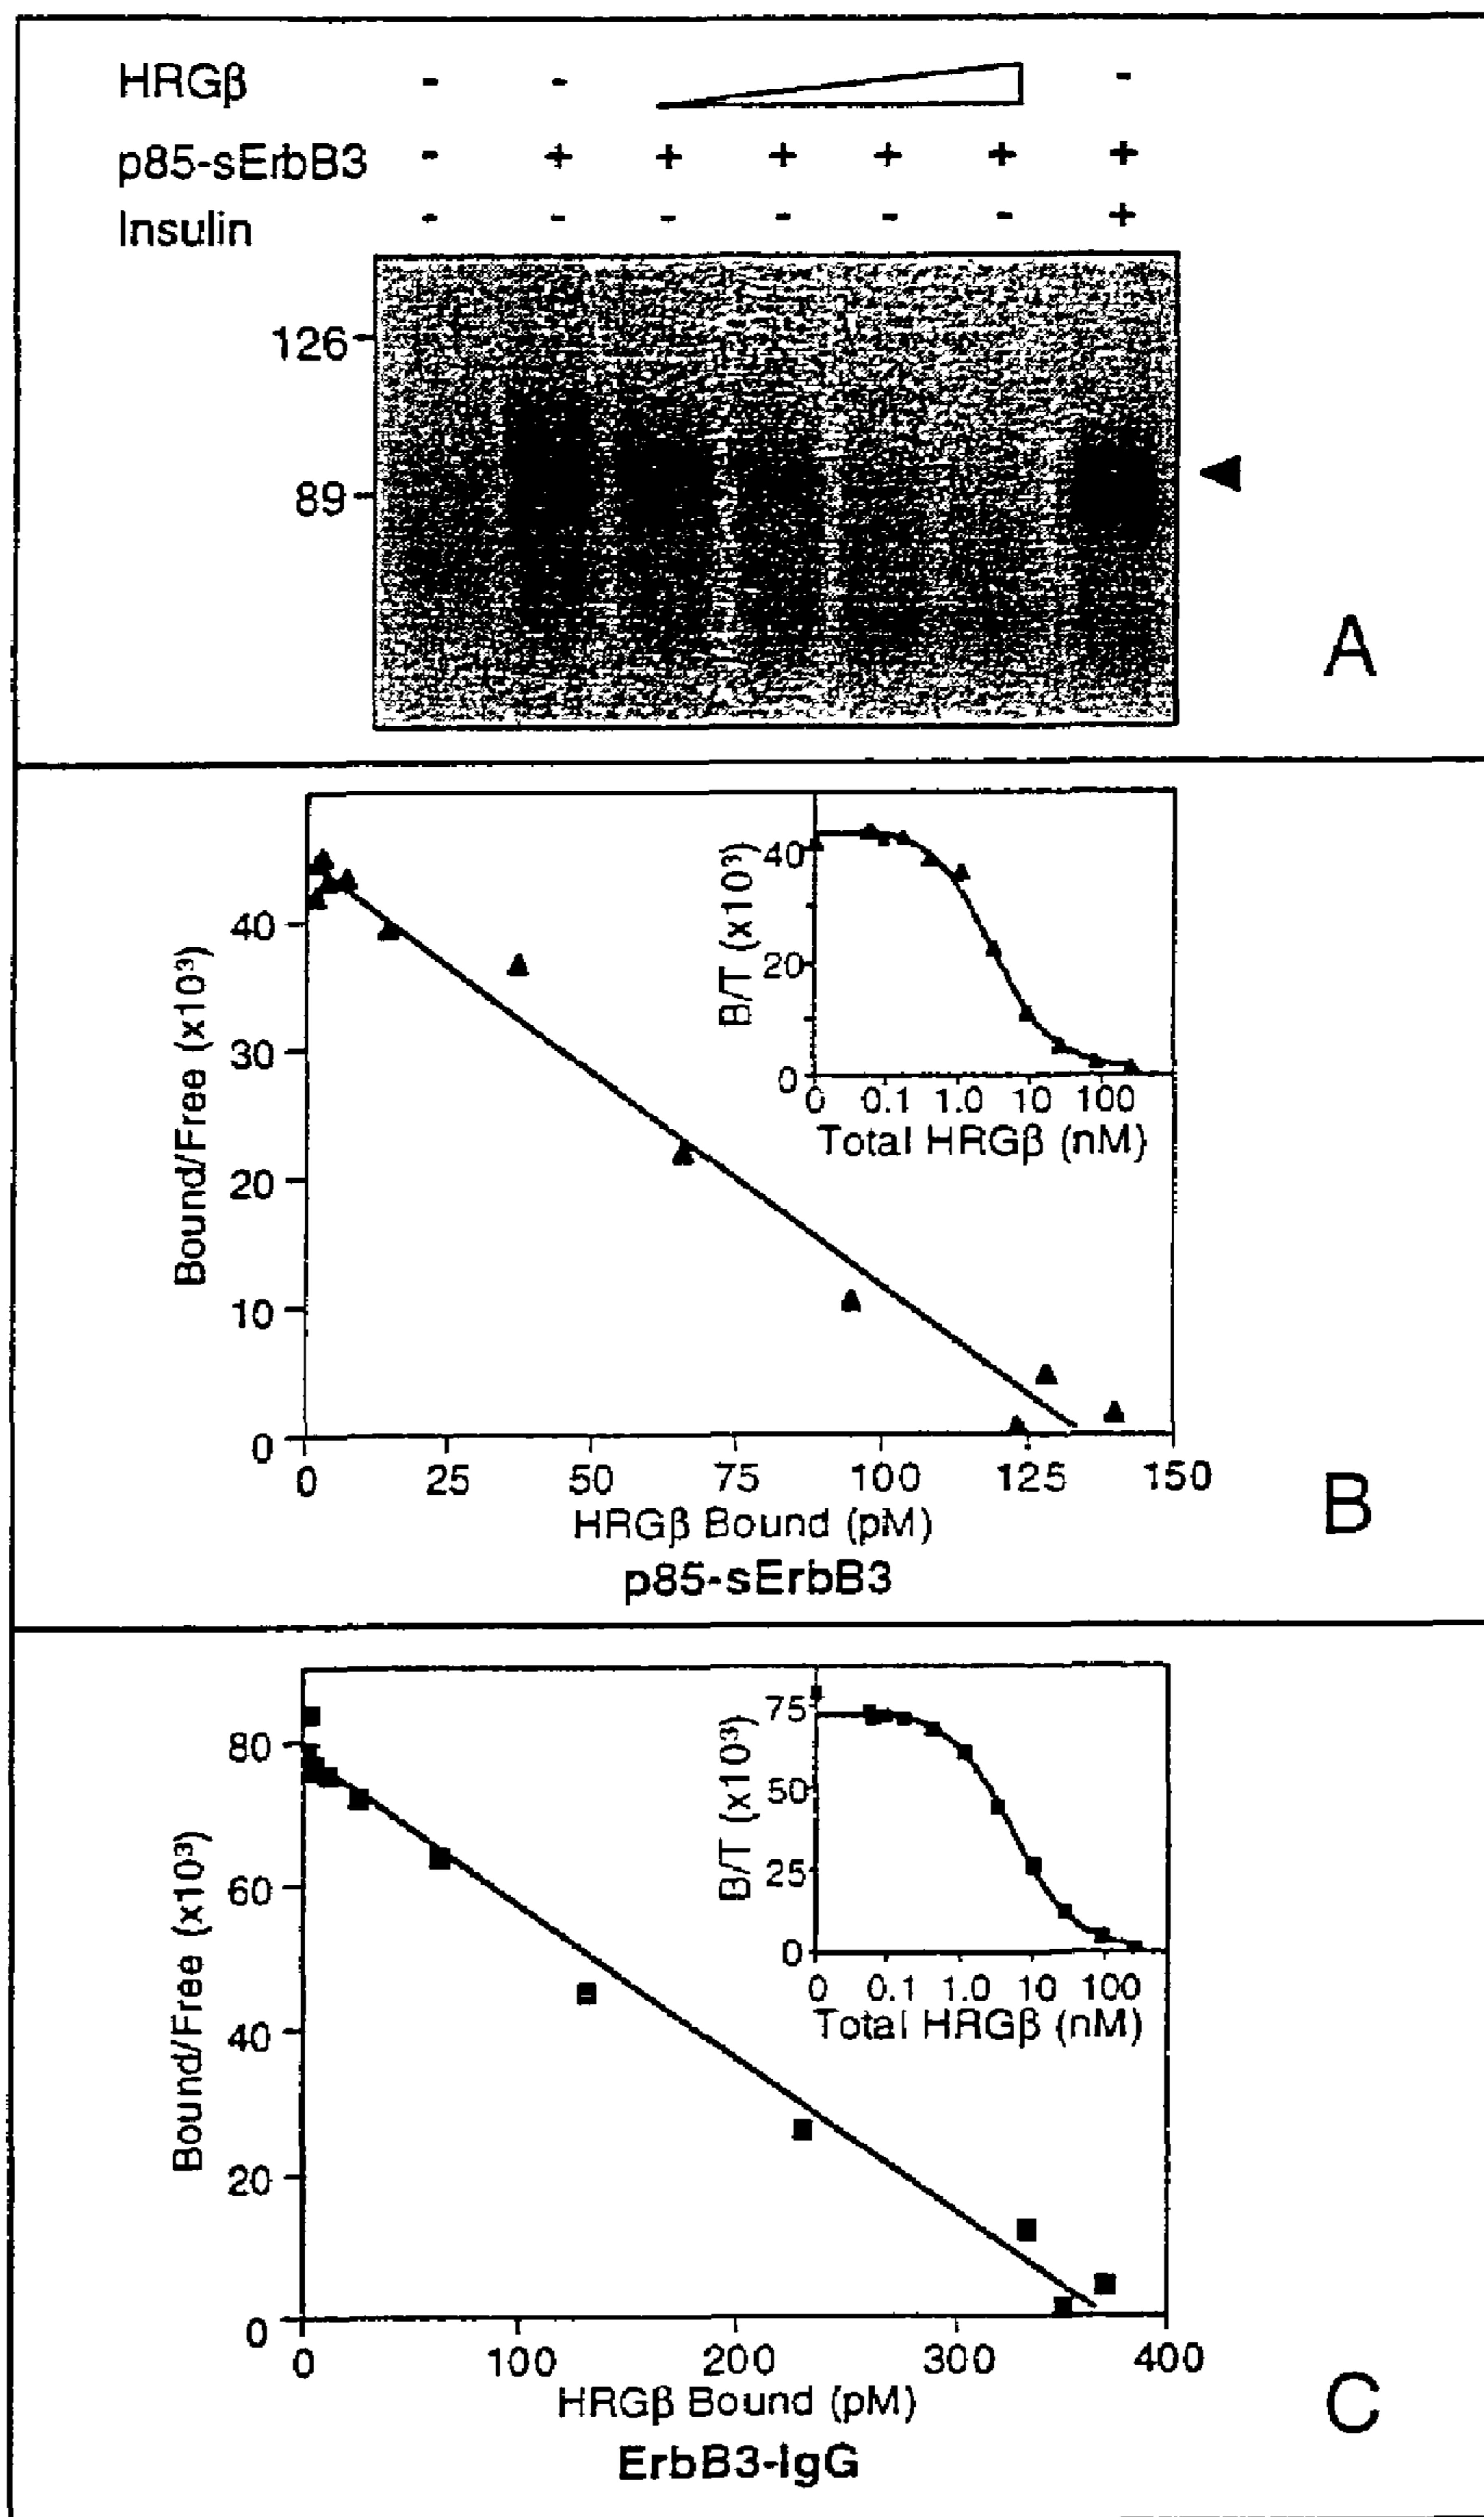 HRGβ - - -
p85-sErbB3 - + + + + + +
Insulin - - - - - - +
126
89
A
Bound/Free (x10³)
40
30
20
10
0
0 25 50 75 100 125 150
HRGβ Bound (pM)
p85-sErbB3
B/T (x10³)
40
20
0
0 0.1 1.0 10 100
Total HRGβ (nM)
B
Bound/Free (x10³)
80
60
40
20
0
0 100 200 300 400
HRGβ Bound (pM)
ErbB3-IgG
B/T (x10³)
75
50
25
0
0 0.1 1.0 10 100
Total HRGβ (nM)
C